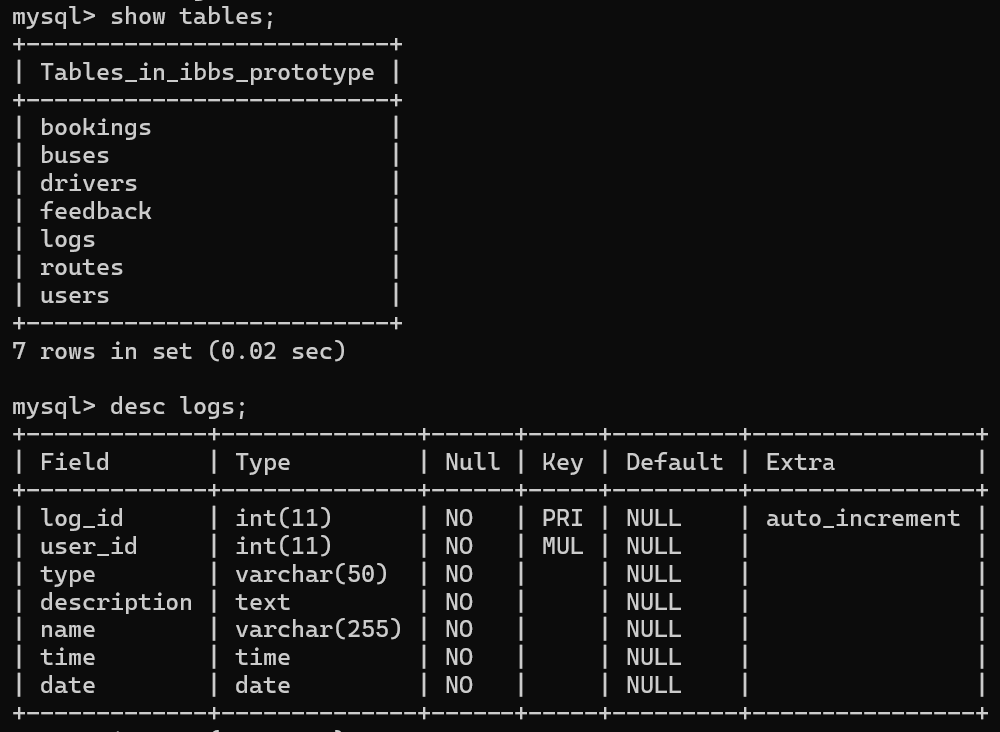 mysql> show tables;
+---------------------------+
| Tables_in_ibbs_prototype |
+---------------------------+
| bookings                  |
| buses                     |
| drivers                   |
| feedback                  |
| logs                      |
| routes                    |
| users                     |
+---------------------------+
7 rows in set (0.02 sec)
mysql> desc logs;
+-------------+--------------+------+-----+---------+----------------+
| Field       | Type         | Null | Key | Default | Extra          |
+-------------+--------------+------+-----+---------+----------------+
| log_id      | int(11)      | NO   | PRI | NULL    | auto_increment |
| user_id     | int(11)      | NO   | MUL | NULL    |                |
| type        | varchar(50)  | NO   |     | NULL    |                |
| description | text         | NO   |     | NULL    |                |
| name        | varchar(255) | NO   |     | NULL    |                |
| time        | time         | NO   |     | NULL    |                |
| date        | date         | NO   |     | NULL    |                |
+-------------+--------------+------+-----+---------+----------------+